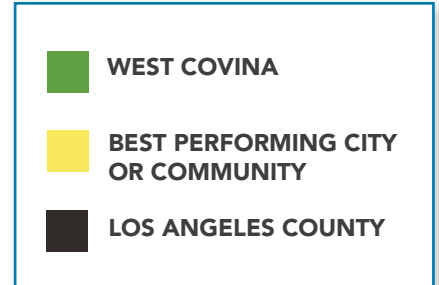 WEST COVINA
BEST PERFORMING CITY
OR COMMUNITY
LOS ANGELES COUNTY